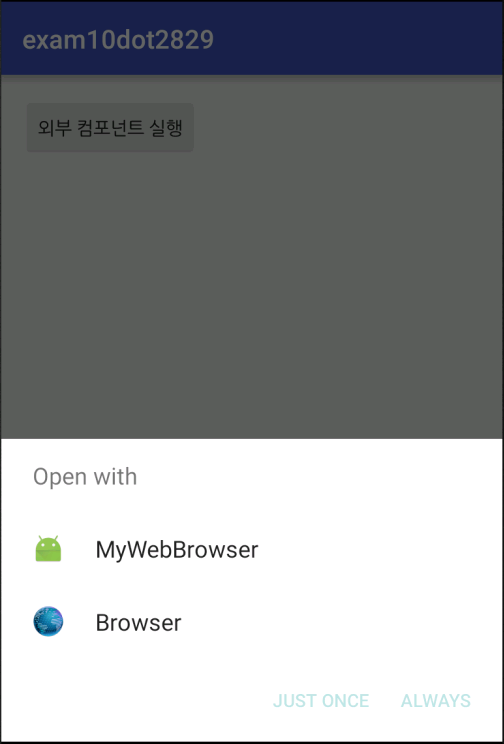 exam10dot2829
외부 컴포넌트 실행
Open with
MyWebBrowser
Browser
JUST ONCE ALWAYS